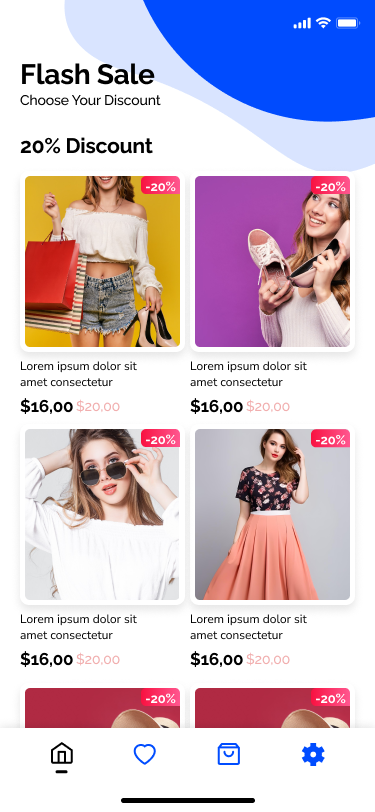 Flash Sale
Choose Your Discount
20% Discount
-20%
-20%
Lorem ipsum dolor sit
amet consectetur
$16,00 $20,00
Lorem ipsum dolor sit
amet consectetur
$16,00 $20,00
-20%
-20%
Lorem ipsum dolor sit
amet consectetur
$16,00 $20,00
Lorem ipsum dolor sit
amet consectetur
$16,00 $20,00
-20%
-20%